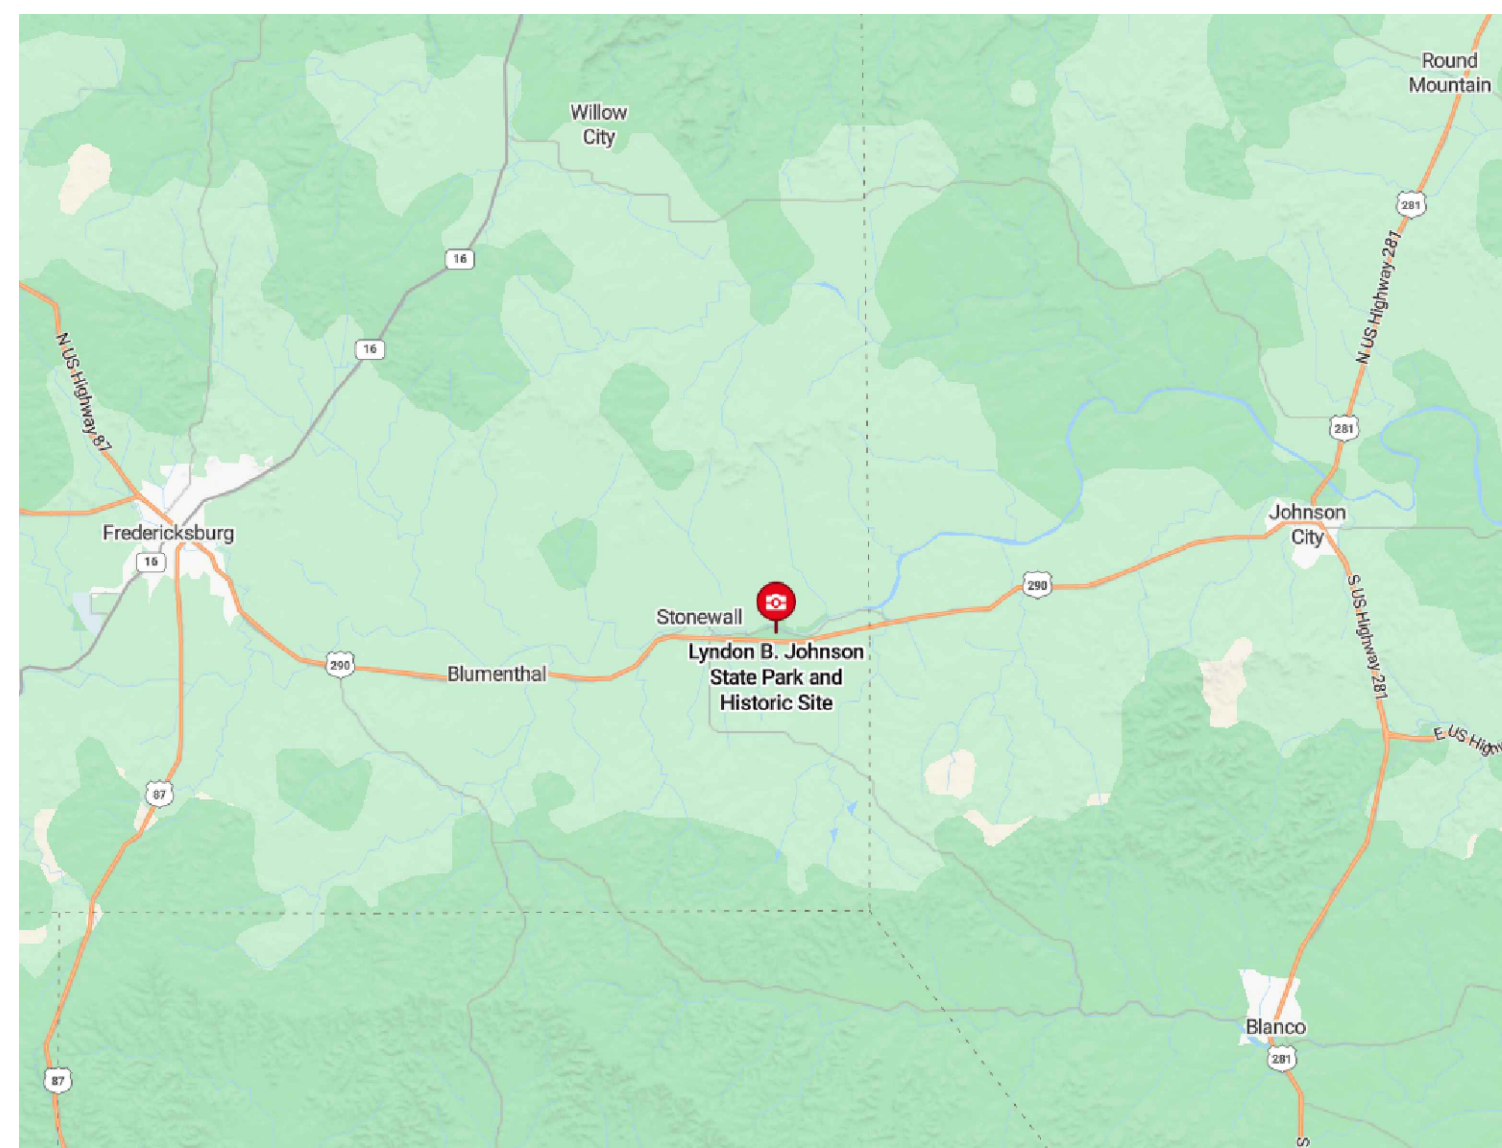 Round
Mountain
Willow
City
281
N US Highway 281
16
16
N US Highway 87
281
Fredericksburg
Johnson
City
16
290
S US Highway 281
Stonewall
Lyndon B. Johnson
State Park and
Historic Site
290
Blumenthal
E US High
87
Blanco
281
87
S